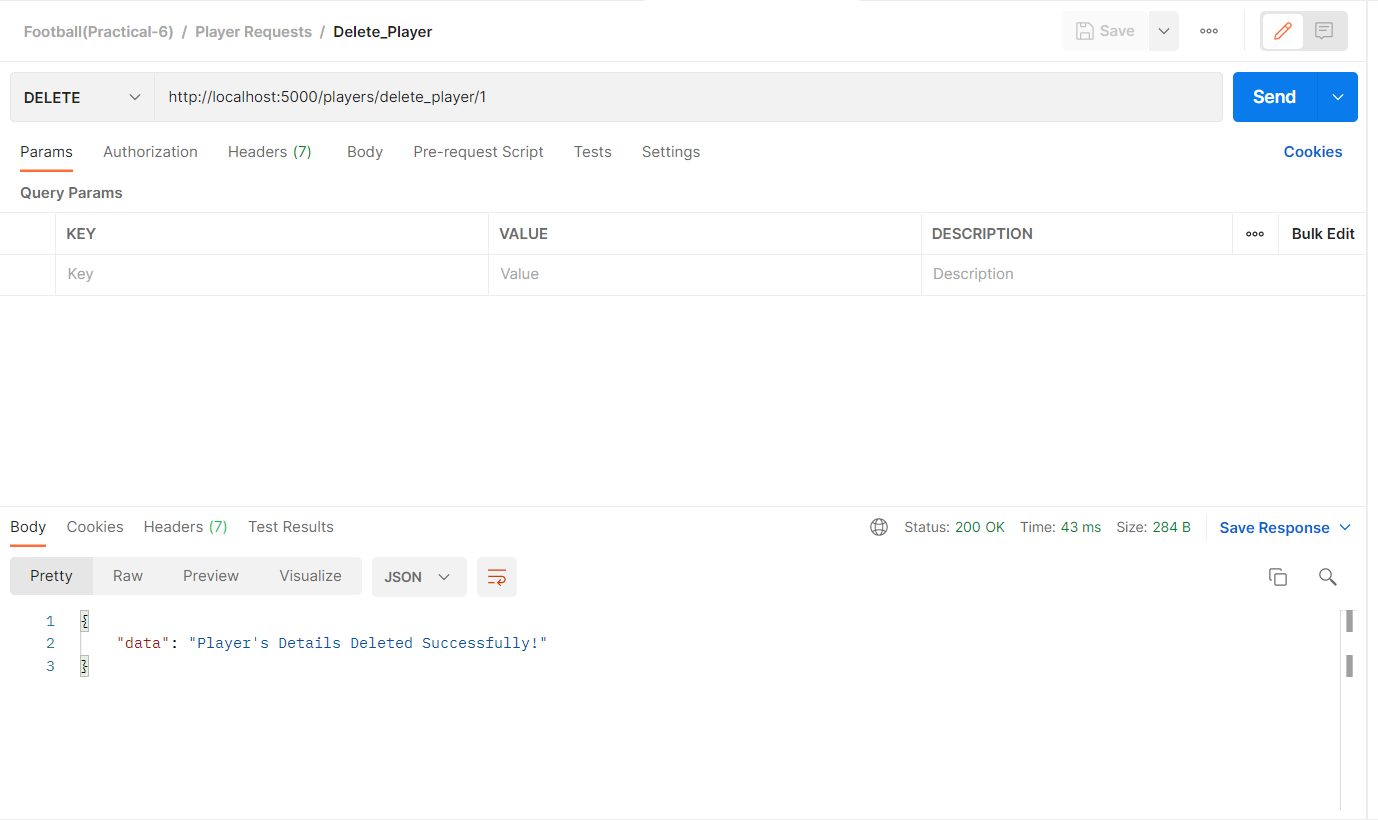 Football(Practical-6) / Player Requests / Delete_Player
Save
DELETE
http://localhost:5000/players/delete_player/1
Send
Params Authorization Headers (7) Body Pre-request Script Tests Settings Cookies
Query Params
KEY VALUE DESCRIPTION Bulk Edit
Key Value Description
Body Cookies Headers (7) Test Results Status: 200 OK Time: 43 ms Size: 284 B Save Response
Pretty Raw Preview Visualize JSON
1 {
2 "data": "Player's Details Deleted Successfully!"
3 }